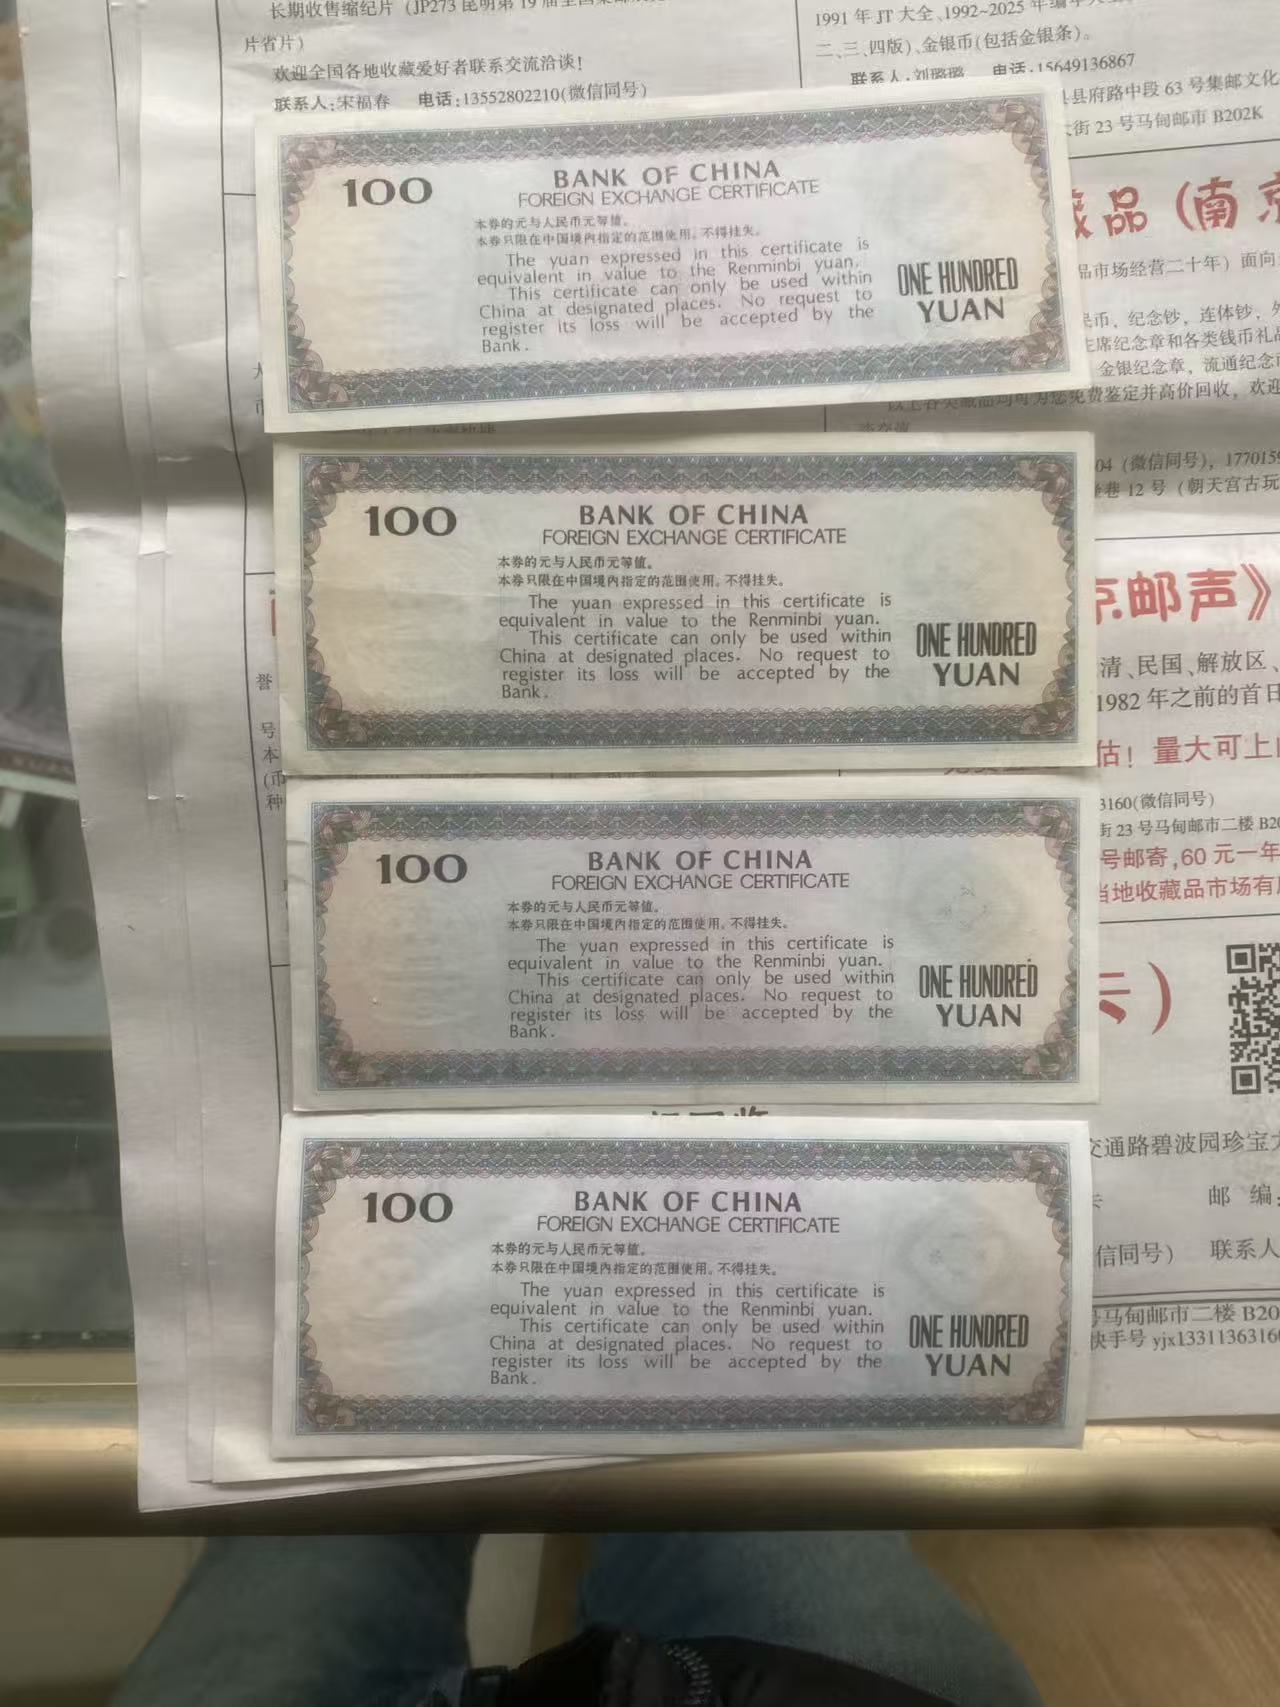 长期收售缩纪片(JP273 昆明第 19 届全国集邮
片省片)
欢迎全国各地收藏爱好者联系交流洽谈!
联系人:宋福春 电话:13552802210(微信同号)
1991 年 JT 大全、1992~2025 年编年
二、三、四版)、金银币(包括金银条)。
联系人:刘璐璐 电话:15649136867
县府路中段 63 号集邮文化
大街 23 号马甸邮市 B202K
藏品(南京
品市场经营二十年)面向
民币，纪念钞，连体钞，
主席纪念章和各类钱币礼品
金银纪念章，流通纪念
以上各类藏品均可为您免费鉴定并高价回收，欢迎
04 (微信同号)，1770159
巷 12 号 (朝天宫古玩
京邮声》
清、民国、解放区、
1982 年之前的首日
估！量大可上
3160(微信同号)
街 23 号马甸邮市二楼 B20
号邮寄,60 元一年
当地收藏品市场有
誉
号
本
(币
种
交通路碧波园珍宝
邮 编:
信同号) 联系人
号马甸邮市二楼 B20
快手号 yjx1331136316
100
BANK OF CHINA
FOREIGN EXCHANGE CERTIFICATE
本券的元与人民币元等值。
本券只限在中国境内指定的范围使用。不得挂失。
The yuan expressed in this certificate is
equivalent in value to the Renminbi yuan.
This certificate can only be used within
China at designated places. No request to
register its loss will be accepted by the
Bank.
ONE HUNDRED
YUAN
100
BANK OF CHINA
FOREIGN EXCHANGE CERTIFICATE
本券的元与人民币元等值。
本券只限在中国境内指定的范围使用。不得挂失。
The yuan expressed in this certificate is
equivalent in value to the Renminbi yuan.
This certificate can only be used within
China at designated places. No request to
register its loss will be accepted by the
Bank.
ONE HUNDRED
YUAN
100
BANK OF CHINA
FOREIGN EXCHANGE CERTIFICATE
本券的元与人民币元等值。
本券只限在中国境内指定的范围使用。不得挂失。
The yuan expressed in this certificate is
equivalent in value to the Renminbi yuan.
This certificate can only be used within
China at designated places. No request to
register its loss will be accepted by the
Bank.
ONE HUNDRED
YUAN
100
BANK OF CHINA
FOREIGN EXCHANGE CERTIFICATE
本券的元与人民币元等值。
本券只限在中国境内指定的范围使用。不得挂失。
The yuan expressed in this certificate is
equivalent in value to the Renminbi yuan.
This certificate can only be used within
China at designated places. No request to
register its loss will be accepted by the
Bank.
ONE HUNDRED
YUAN